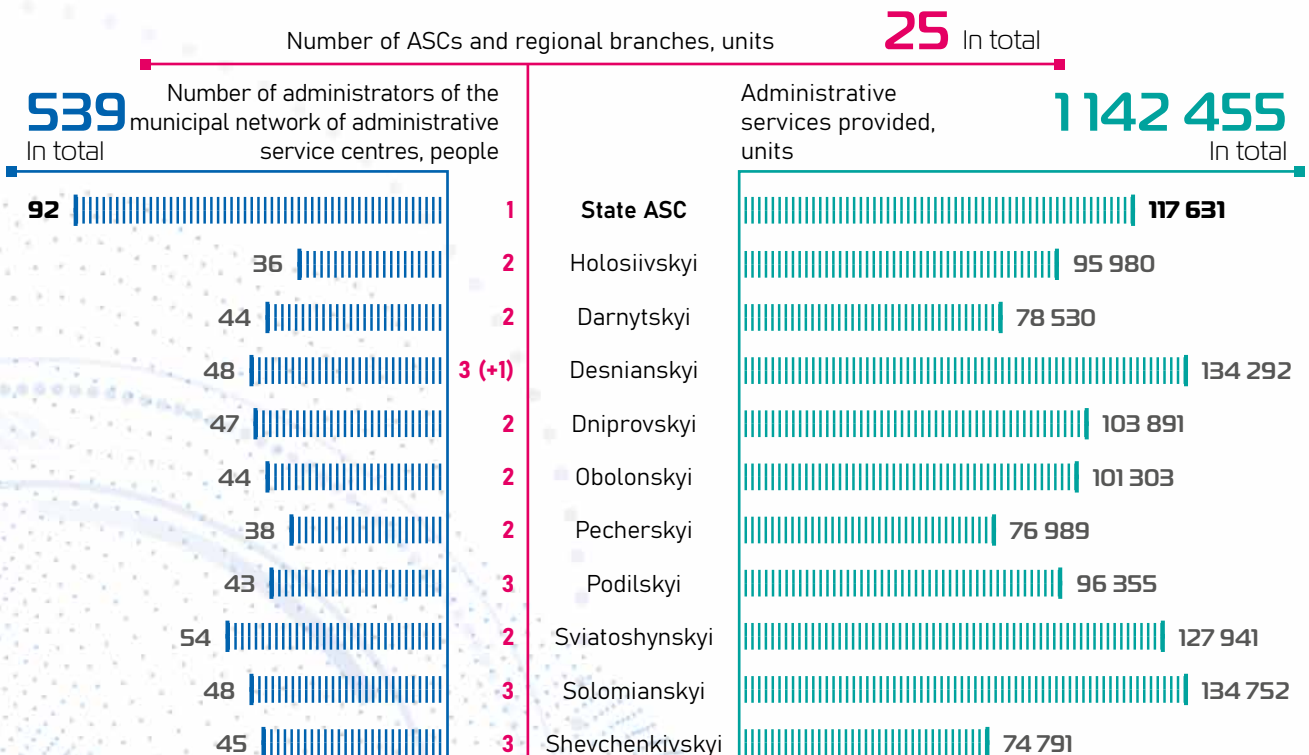 Number of ASCs and regional branches, units 25 In total
539 In total
Number of administrators of the
municipal network of administrative
service centres, people
Administrative
services provided,
units
1 142 455
In total
92 1 State ASC 117 631
36 2 Holosiivskyi 95 980
44 2 Darnytskyi 78 530
48 3 (+1) Desnianskyi 134 292
47 2 Dniprovskyi 103 891
44 2 Obolonskyi 101 303
38 2 Pecherskyi 76 989
43 3 Podilskyi 96 355
54 2 Sviatoshynskyi 127 941
48 3 Solomianskyi 134 752
45 3 Shevchenkivskyi 74 791